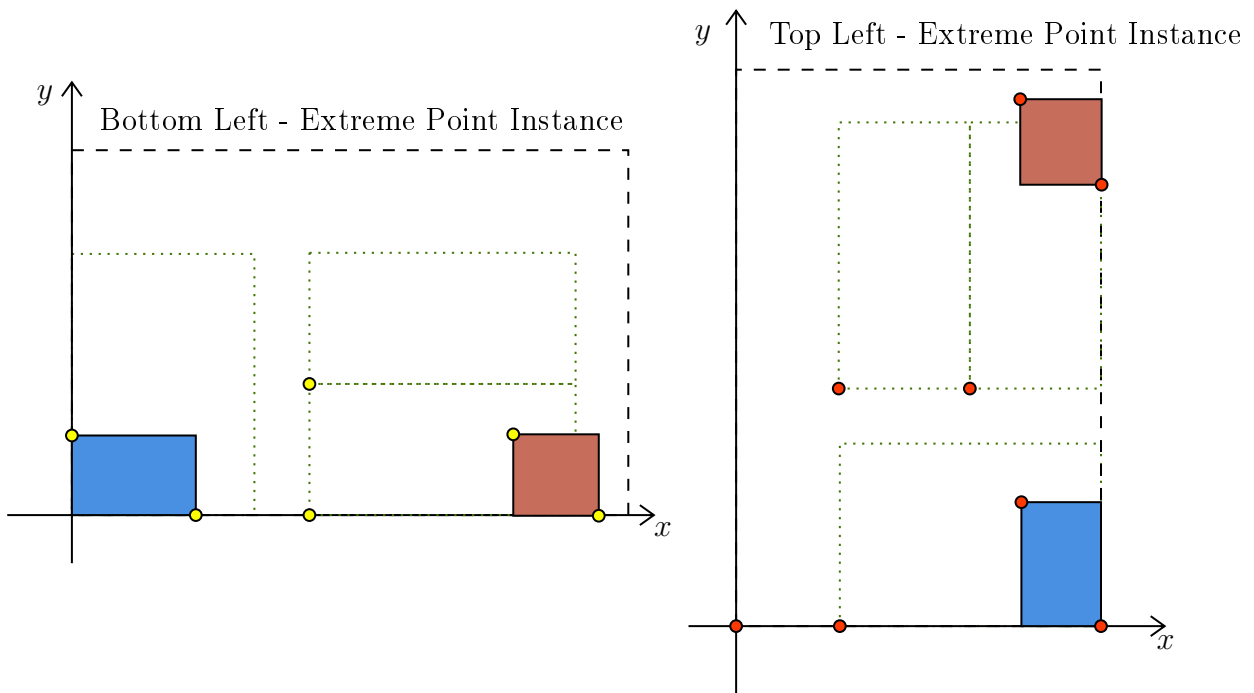 y
Bottom Left - Extreme Point Instance
x
y
Top Left - Extreme Point Instance
x